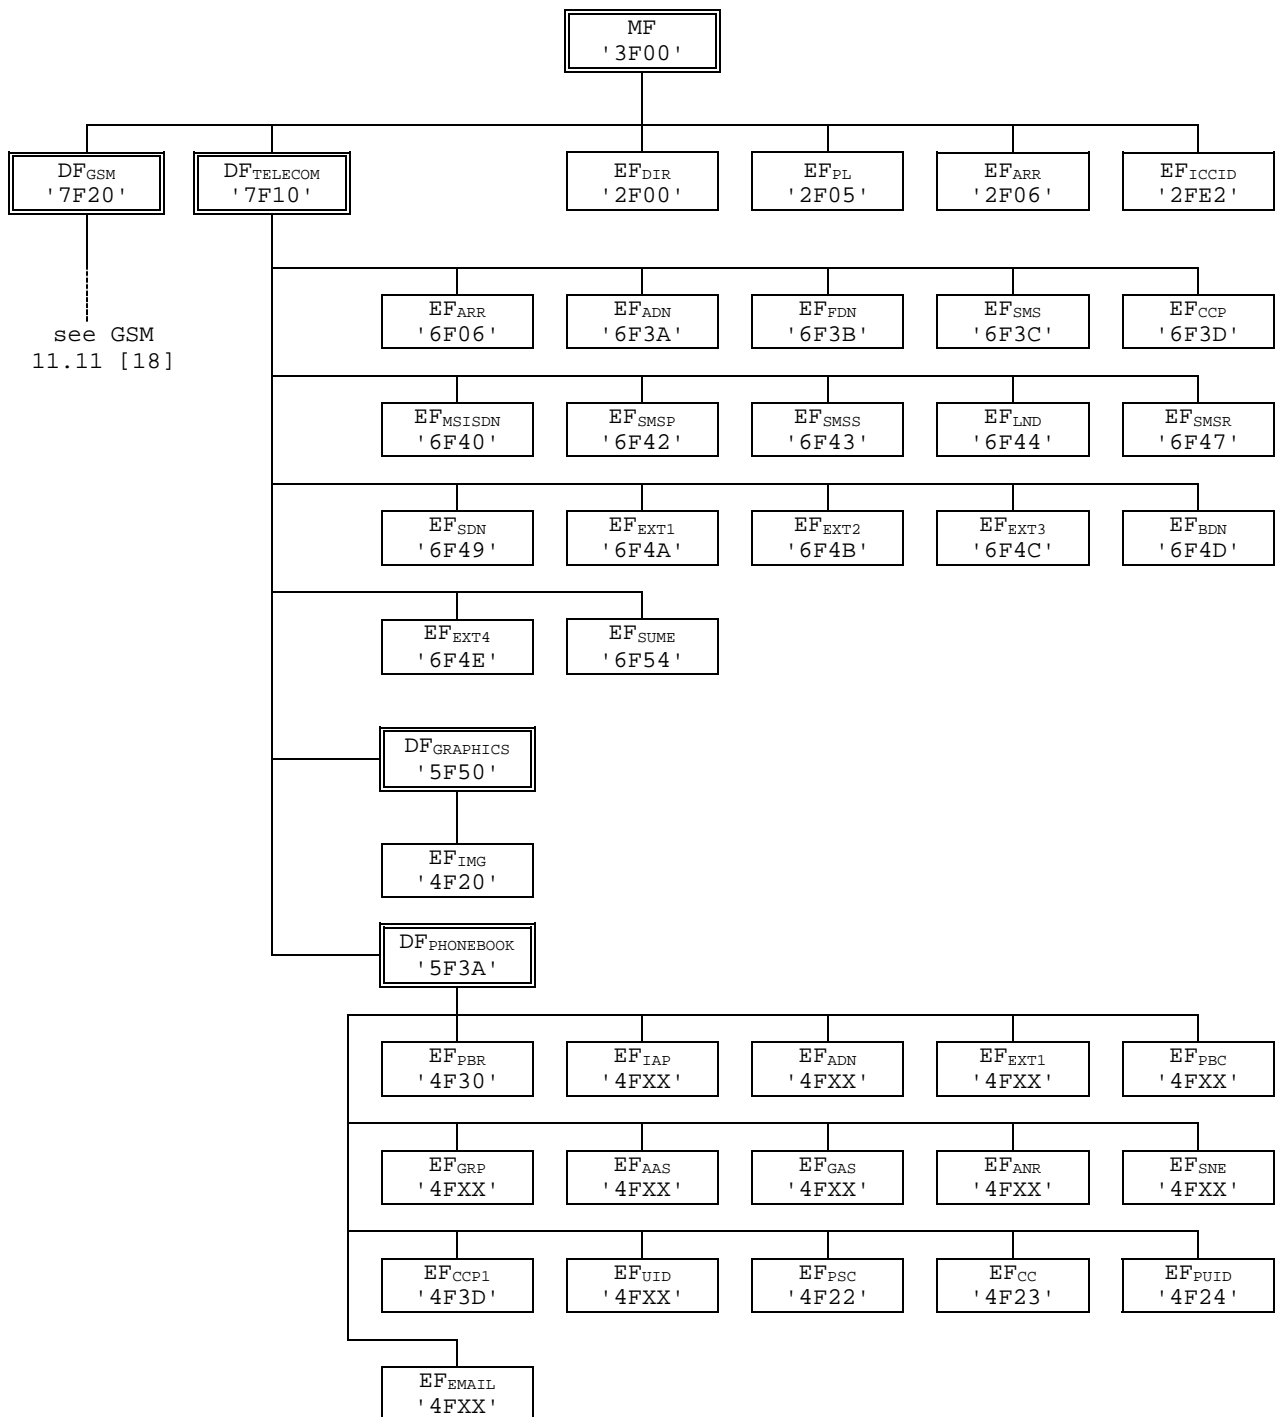 MF
'3F00'
DFGSM
'7F20'
DFTELECOM
'7F10'
EFDIR
'2F00'
EFPL
'2F05'
EFARR
'2F06'
EFICCID
'2FE2'
see GSM
11.11 [18]
EFARR
'6F06'
EFADN
'6F3A'
EFFDN
'6F3B'
EFSMS
'6F3C'
EFCCP
'6F3D'
EFMSISDN
'6F40'
EFSMSP
'6F42'
EFSMSS
'6F43'
EFLND
'6F44'
EFSMSR
'6F47'
EFSDN
'6F49'
EFEXT1
'6F4A'
EFEXT2
'6F4B'
EFEXT3
'6F4C'
EFBDN
'6F4D'
EFEXT4
'6F4E'
EFSUME
'6F54'
DFGRAPHICS
'5F50'
EFIMG
'4F20'
DFPHONEBOOK
'5F3A'
EFPBR
'4F30'
EFIAP
'4FXX'
EFADN
'4FXX'
EFEXT1
'4FXX'
EFPBC
'4FXX'
EFGRP
'4FXX'
EFAAS
'4FXX'
EFGAS
'4FXX'
EFANR
'4FXX'
EFSNE
'4FXX'
EFCCP1
'4F3D'
EFUID
'4FXX'
EFPSC
'4F22'
EFCC
'4F23'
EFPUID
'4F24'
EFEMAIL
'4FXX'